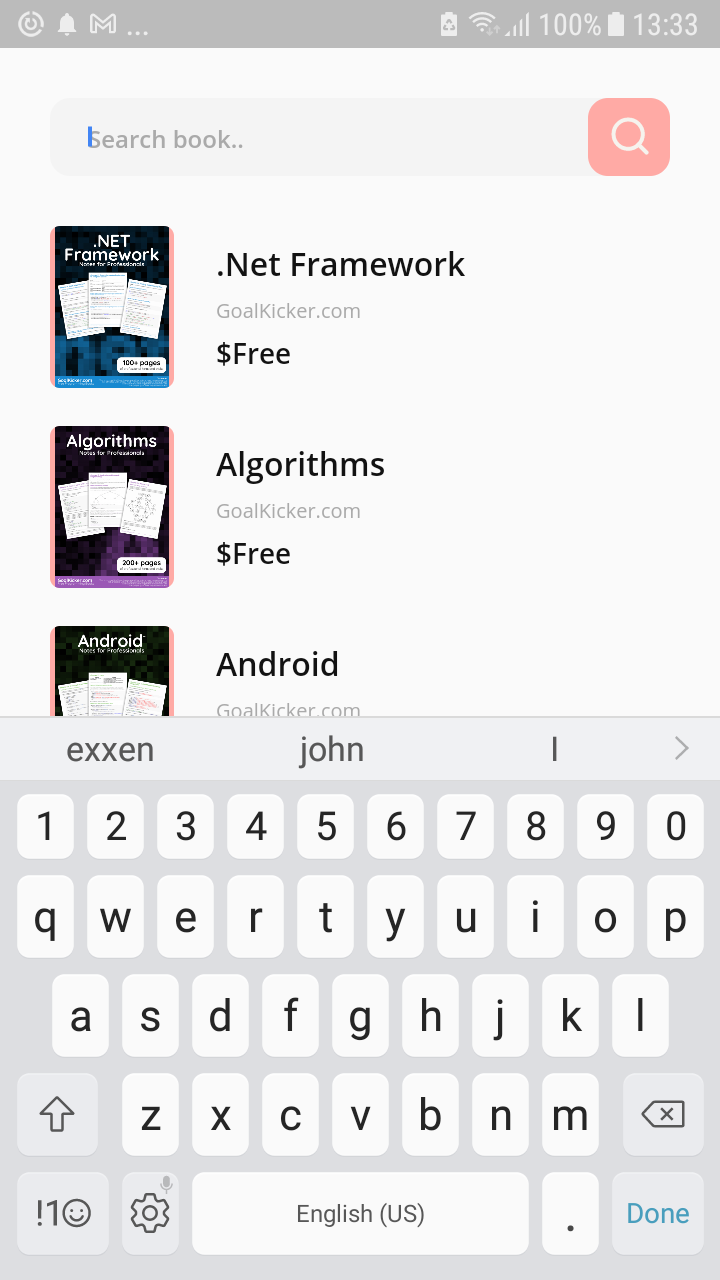 ... 100% 13:33
Search book..
.NET
Framework
Notes for Professionals
100+ pages
GoalKicker.com
.Net Framework
GoalKicker.com
$Free
Algorithms
Notes for Professionals
200+ pages
GoalKicker.com
Algorithms
GoalKicker.com
$Free
Android
Notes for Professionals
Android
GoalKicker.com
exxen john I
1 2 3 4 5 6 7 8 9 0
q w e r t y u i o p
a s d f g h j k l
z x c v b n m
!1☺ English (US) . Done